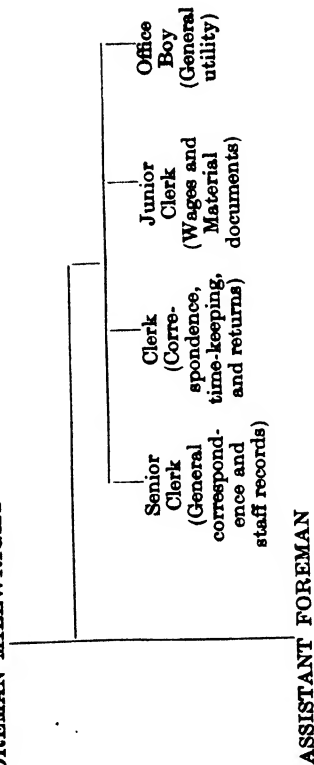 Senior
Clerk
(General
correspond-
ence and
staff records)
Clerk
(Corre-
spondence,
time-keeping,
and returns)
Junior
Clerk
(Wages and
Material
documents)
Office
Boy
(General
utility)
ASSISTANT FOREMAN